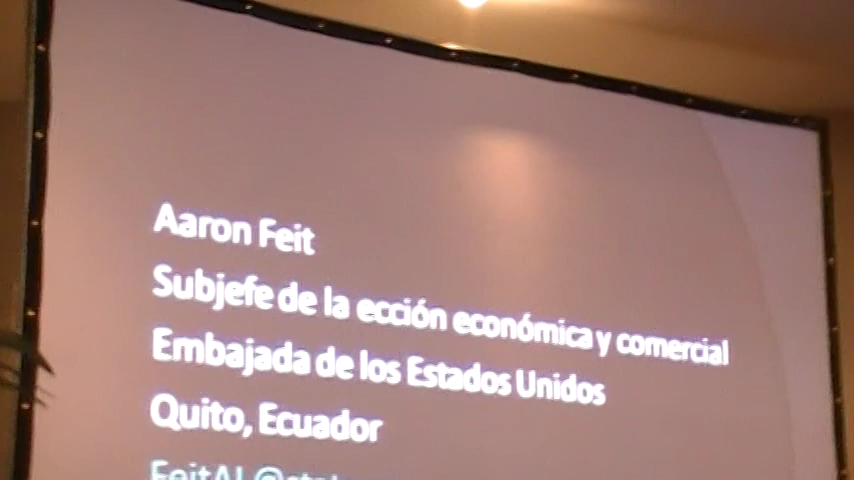 Aaron Feit
Subjefe de la ección económica y comercial
Embajada de los Estados Unidos
Quito, Ecuador